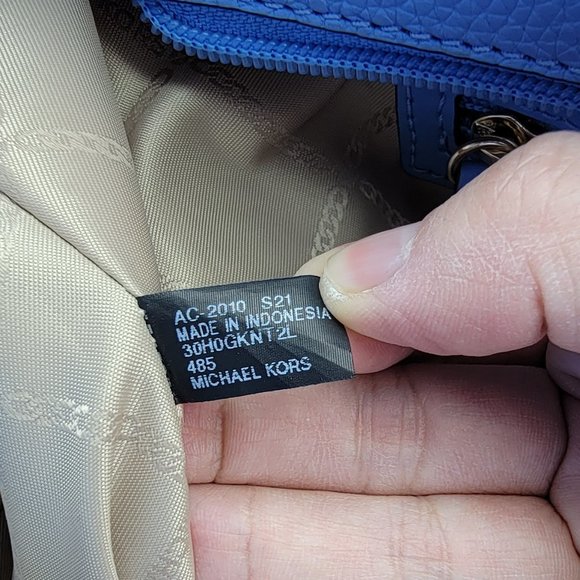 AC-2010 S21
MADE IN INDONESIA
30H0GKNT2L
485
MICHAEL KORS